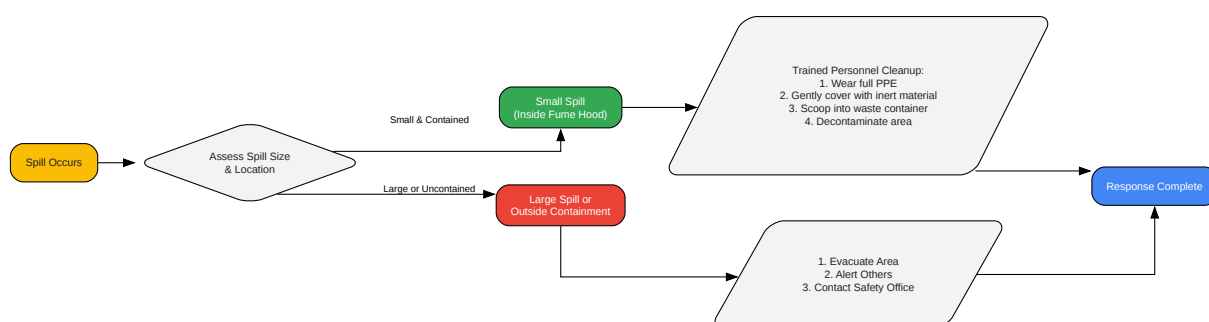 Spill Occurs
Assess Spill Size
& Location
Small & Contained
Large or Uncontained
Small Spill
(Inside Fume Hood)
Large Spill or
Outside Containment
Trained Personnel Cleanup:
1. Wear full PPE
2. Gently cover with inert material
3. Scoop into waste container
4. Decontaminate area
1. Evacuate Area
2. Alert Others
3. Contact Safety Office
Response Complete